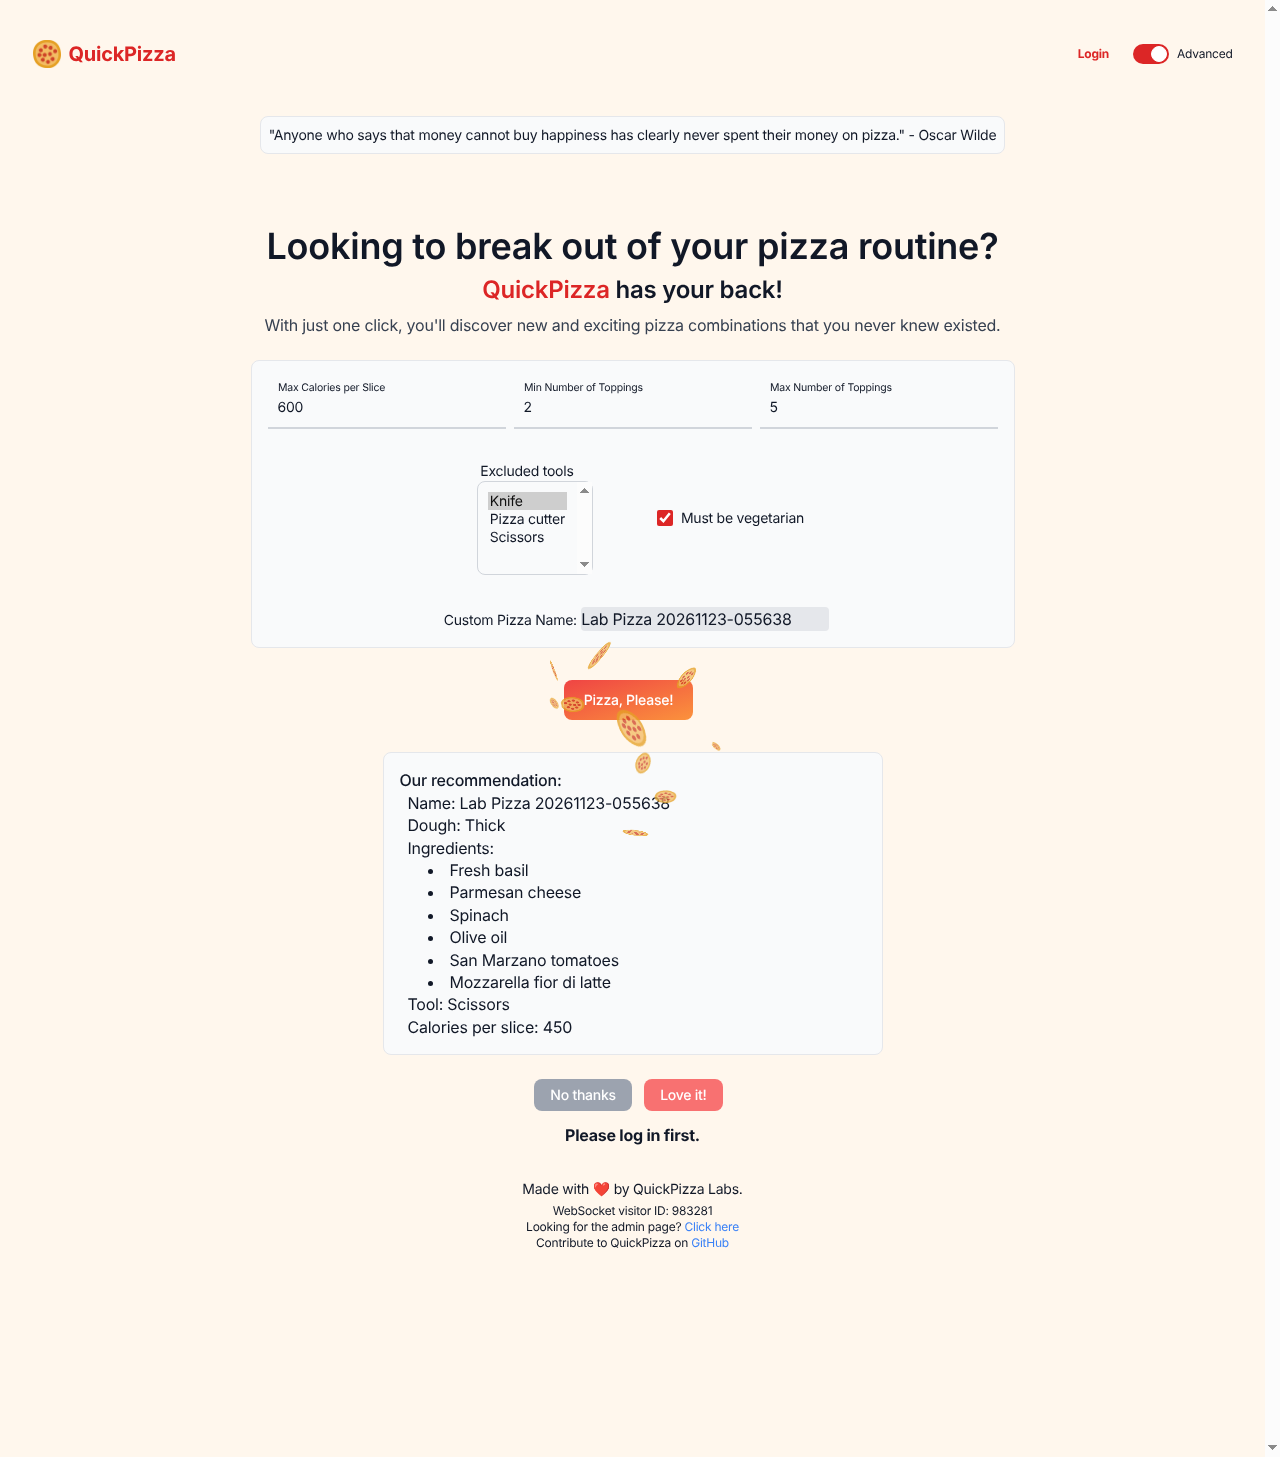 QuickPizza
Login
Advanced
"Anyone who says that money cannot buy happiness has clearly never spent their money on pizza." - Oscar Wilde
Looking to break out of your pizza routine?
QuickPizza has your back!
With just one click, you'll discover new and exciting pizza combinations that you never knew existed.
Max Calories per Slice
600
Min Number of Toppings
2
Max Number of Toppings
5
Excluded tools
Knife
Pizza cutter
Scissors
Must be vegetarian
Custom Pizza Name: Lab Pizza 20261123-055638
Pizza, Please!
Our recommendation:
Name: Lab Pizza 20261123-055638
Dough: Thick
Ingredients:
• Fresh basil
• Parmesan cheese
• Spinach
• Olive oil
• San Marzano tomatoes
• Mozzarella fior di latte
Tool: Scissors
Calories per slice: 450
No thanks
Love it!
Please log in first.
Made with ❤️ by QuickPizza Labs.
WebSocket visitor ID: 983281
Looking for the admin page? Click here
Contribute to QuickPizza on GitHub